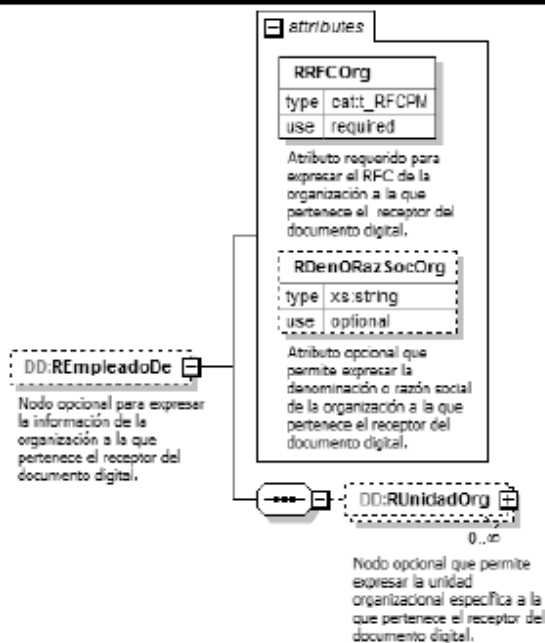 attributes
RRFCOrg
type cat:t_RFCPM
use required
Atributo requerido para
expresar el RFC de la
organización a la que
pertenece el receptor del
documento digital.
RDenORazSocOrg
type xs:string
use optional
Atributo opcional que
permite expresar la
denominación o razón social
de la organización a la que
pertenece el receptor del
documento digital.
DD:REmpleadoDe
Nodo opcional para expresar
la información de la
organización a la que
pertenece el receptor del
documento digital.
DD:RUnidadOrg
0..∞
Nodo opcional que permite
expresar la unidad
organizacional específica a la
que pertenece el receptor del
documento digital.